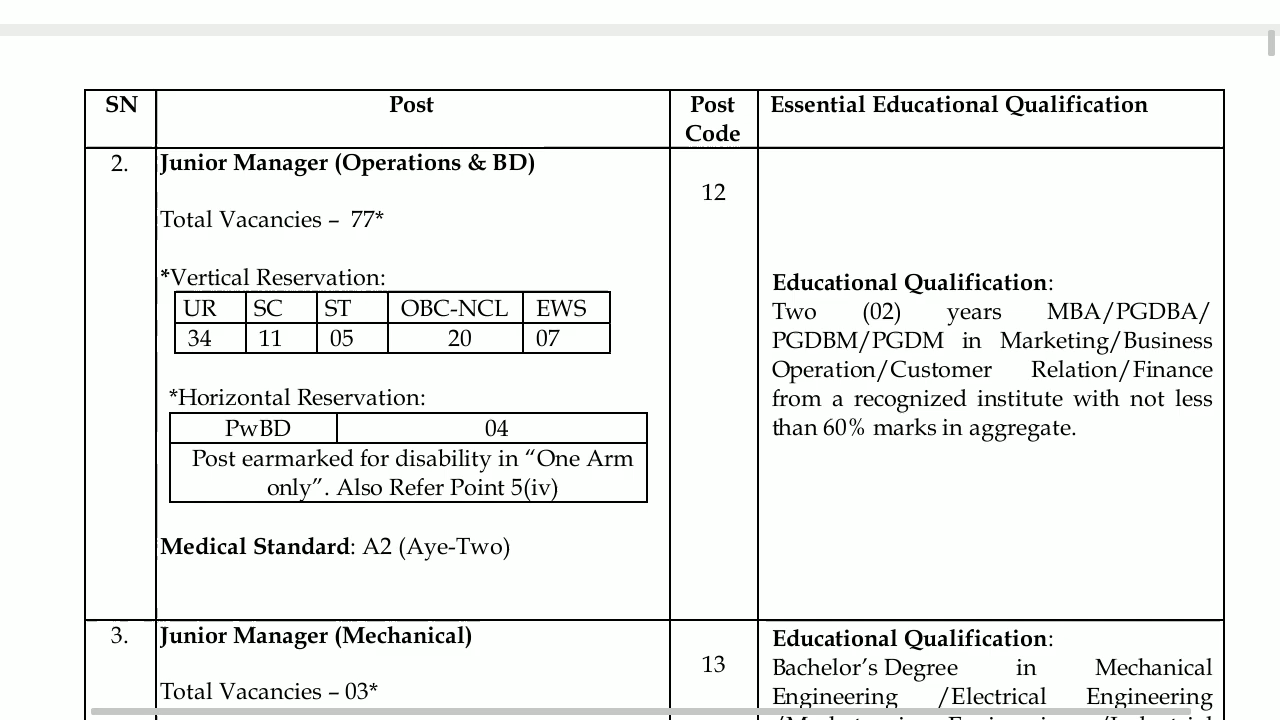 SN Post Post Code Essential Educational Qualification
2. Junior Manager (Operations & BD)
12
Total Vacancies – 77*
*Vertical Reservation:
UR SC ST OBC-NCL EWS
34 11 05 20 07
*Horizontal Reservation:
PwBD 04
Post earmarked for disability in “One Arm
only”. Also Refer Point 5(iv)
Medical Standard: A2 (Aye-Two)
Educational Qualification:
Two (02) years MBA/PGDBA/
PGDBM/PGDM in Marketing/Business
Operation/Customer Relation/Finance
from a recognized institute with not less
than 60% marks in aggregate.
3. Junior Manager (Mechanical)
13
Total Vacancies – 03*
Educational Qualification:
Bachelor’s Degree in Mechanical
Engineering /Electrical Engineering